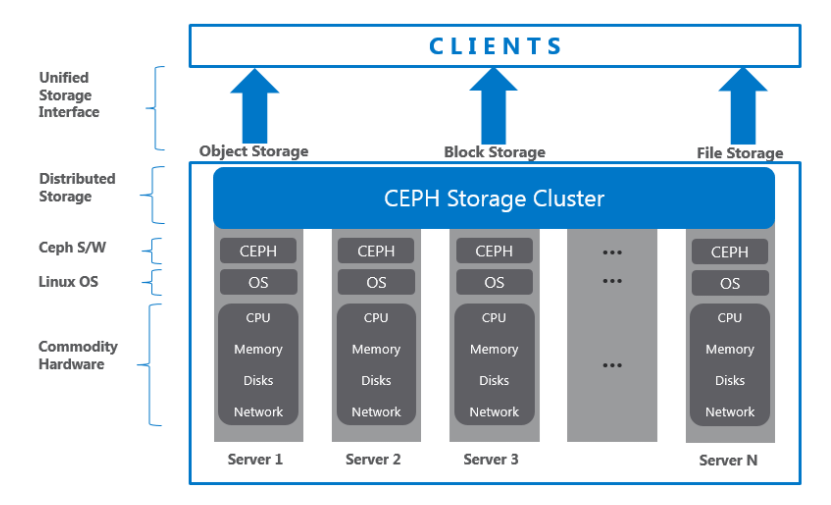 CLIENTS
Unified
Storage
Interface
Object Storage
Block Storage
File Storage
Distributed
Storage
CEPH Storage Cluster
Ceph S/W
CEPH
CEPH
CEPH
...
CEPH
Linux OS
OS
OS
OS
...
OS
Commodity
Hardware
CPU
Memory
Disks
Network
CPU
Memory
Disks
Network
CPU
Memory
Disks
Network
...
CPU
Memory
Disks
Network
Server 1
Server 2
Server 3
Server N